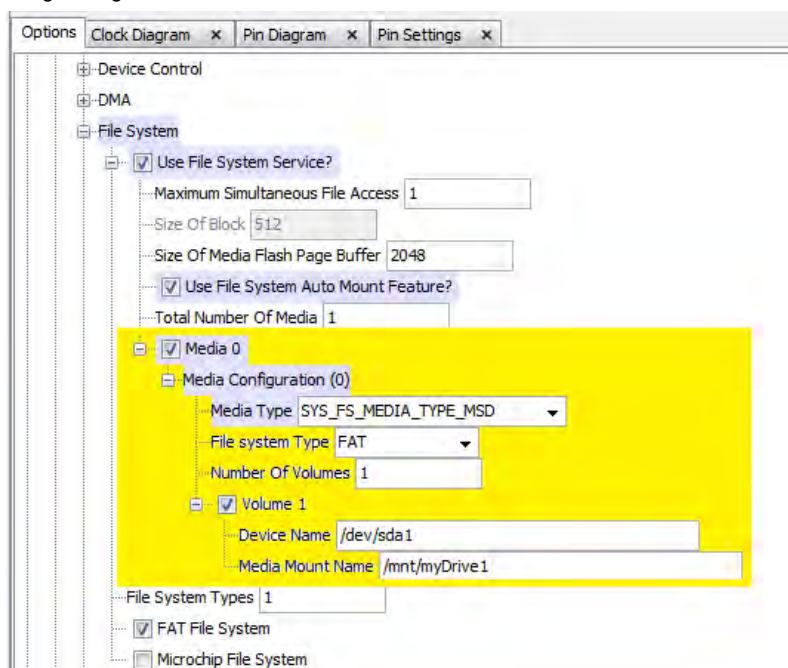 Options Clock Diagram × Pin Diagram × Pin Settings ×
Device Control
DMA
File System
Use File System Service?
Maximum Simultaneous File Access 1
Size Of Block 512
Size Of Media Flash Page Buffer 2048
Use File System Auto Mount Feature?
Total Number Of Media 1
Media 0
Media Configuration (0)
Media Type SYS_FS_MEDIA_TYPE_MSD
File system Type FAT
Number Of Volumes 1
Volume 1
Device Name /dev/sda1
Media Mount Name /mnt/myDrive1
File System Types 1
FAT File System
Microchip File System